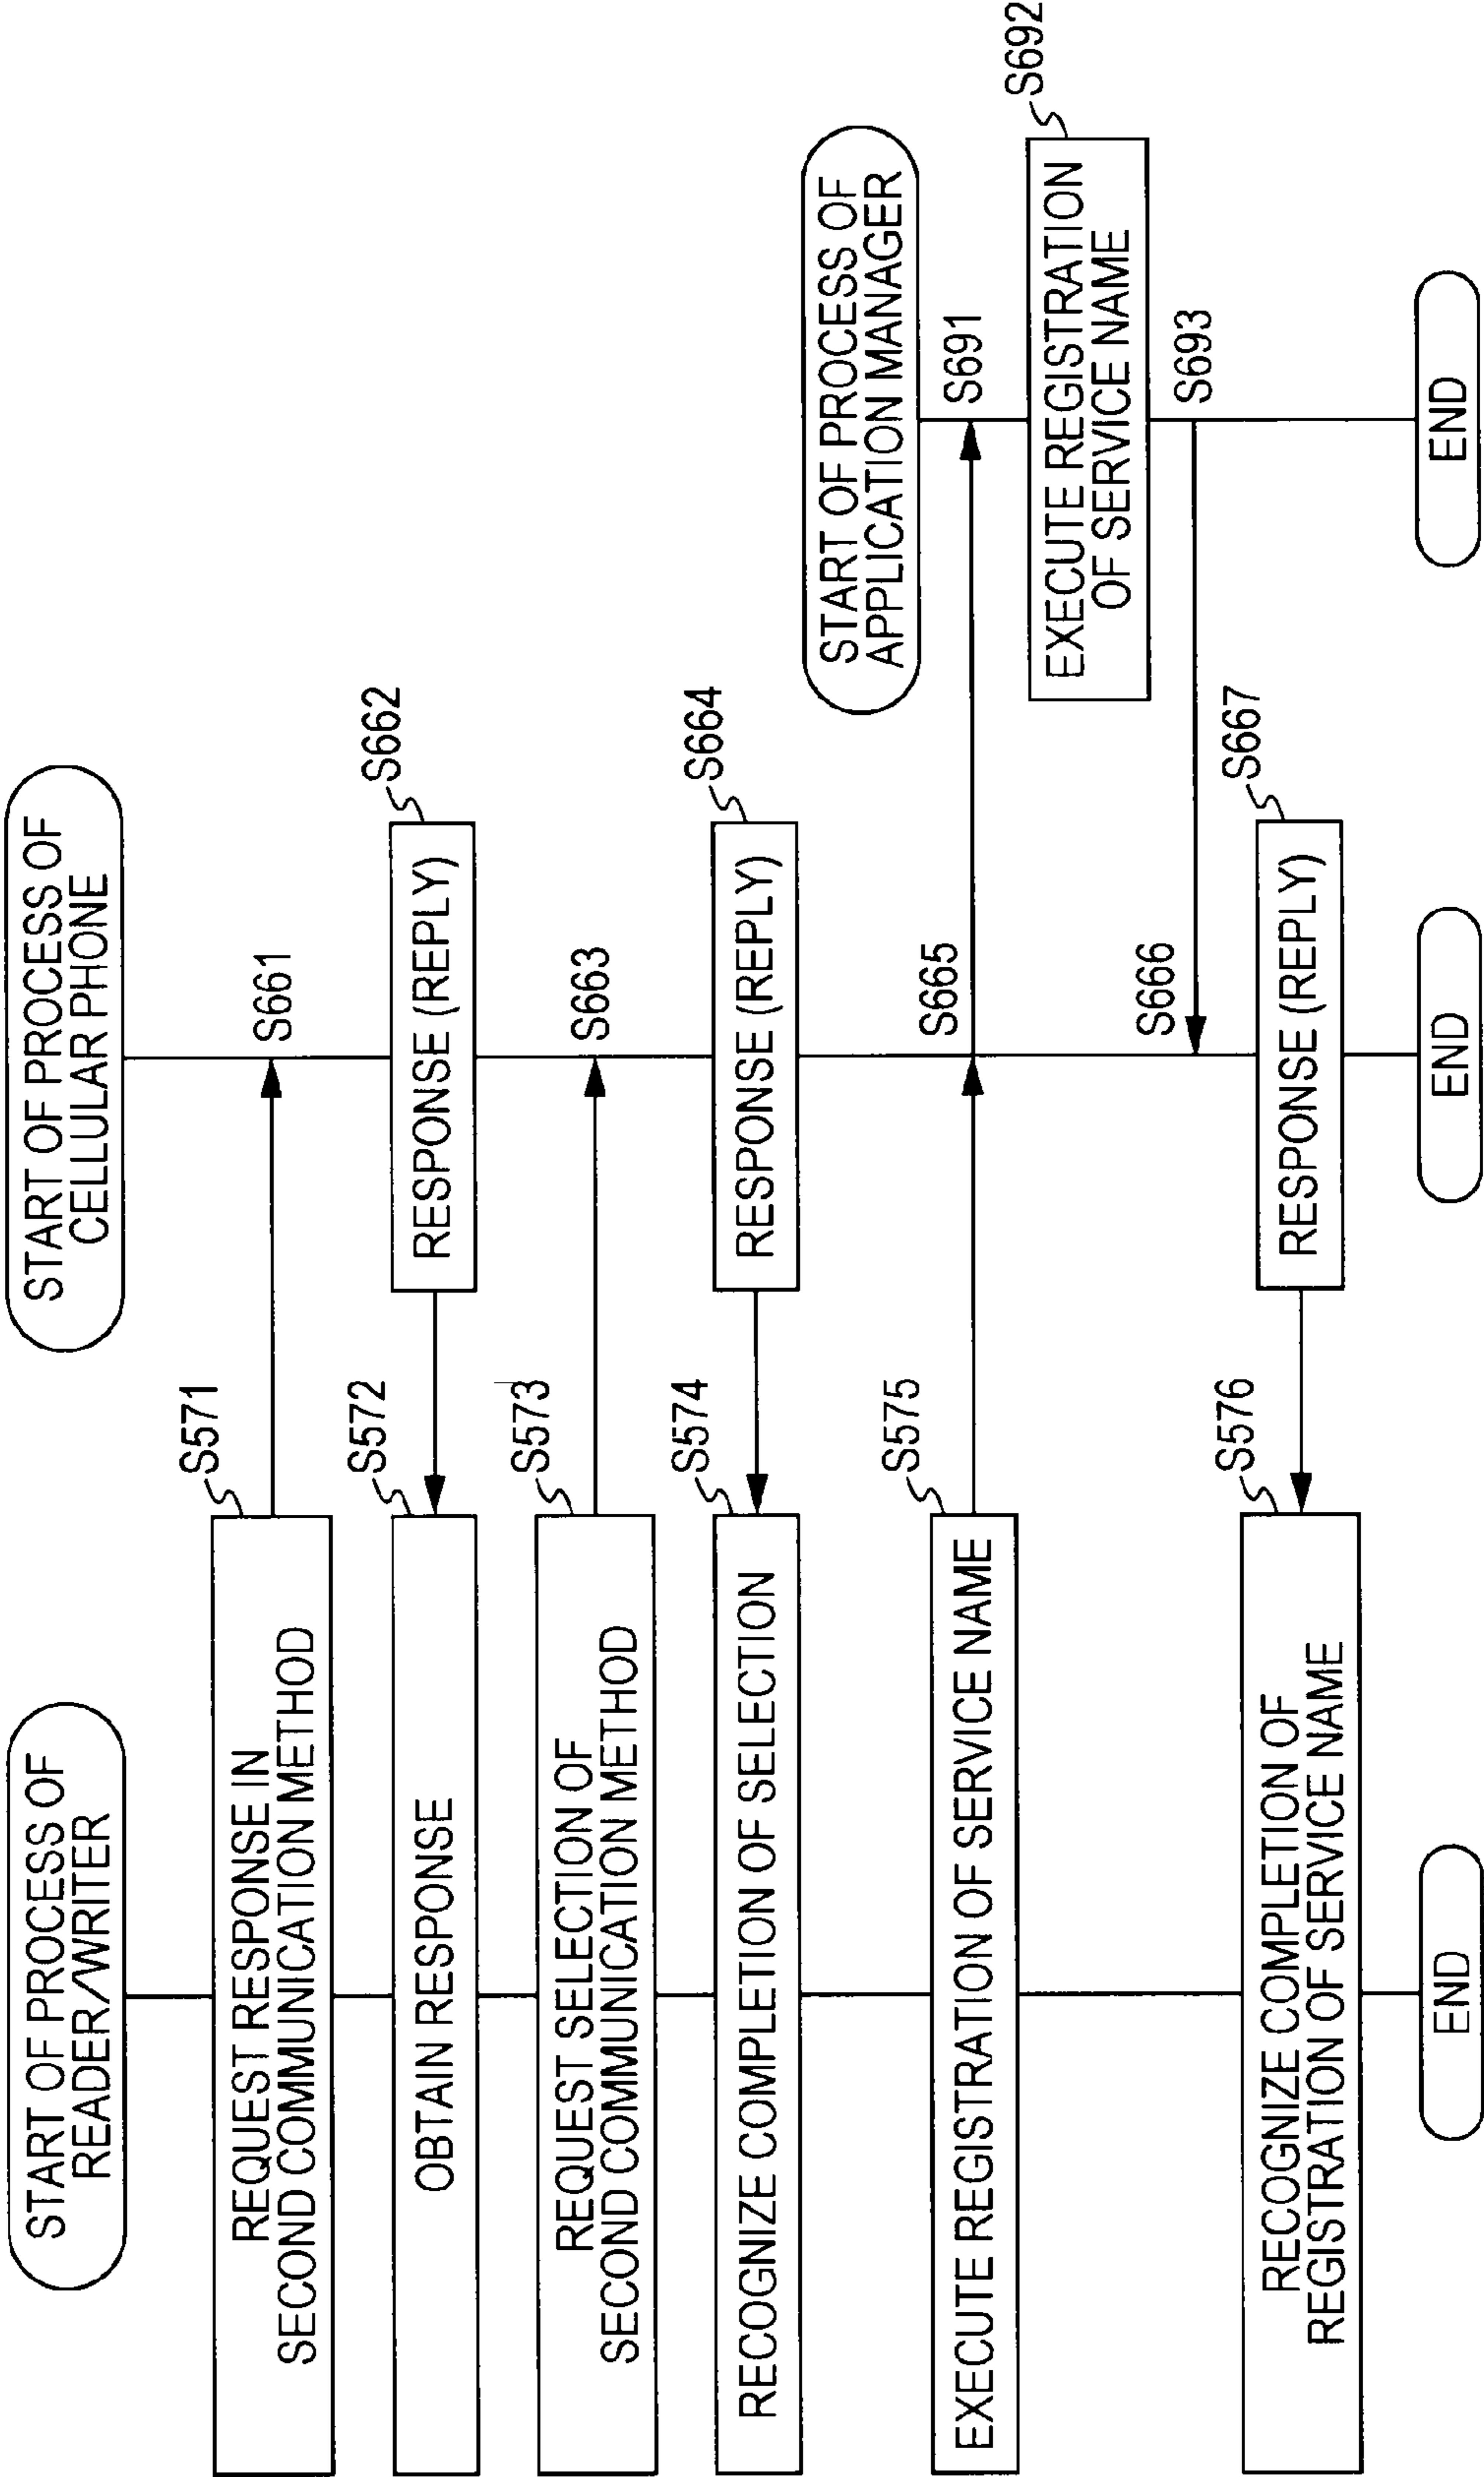 START OF PROCESS OF
READER/WRITER
START OF PROCESS OF
CELLULAR PHONE
S571
REQUEST RESPONSE IN
SECOND COMMUNICATION METHOD
S661
S572
OBTAIN RESPONSE
S662
RESPONSE (REPLY)
S573
REQUEST SELECTION OF
SECOND COMMUNICATION METHOD
S663
S574
RECOGNIZE COMPLETION OF SELECTION
S664
RESPONSE (REPLY)
START OF PROCESS OF
APPLICATION MANAGER
S575
EXECUTE REGISTRATION OF SERVICE NAME
S665
S691
S692
EXECUTE REGISTRATION
OF SERVICE NAME
S666
S693
S576
RECOGNIZE COMPLETION OF
REGISTRATION OF SERVICE NAME
S667
RESPONSE (REPLY)
END
END
END